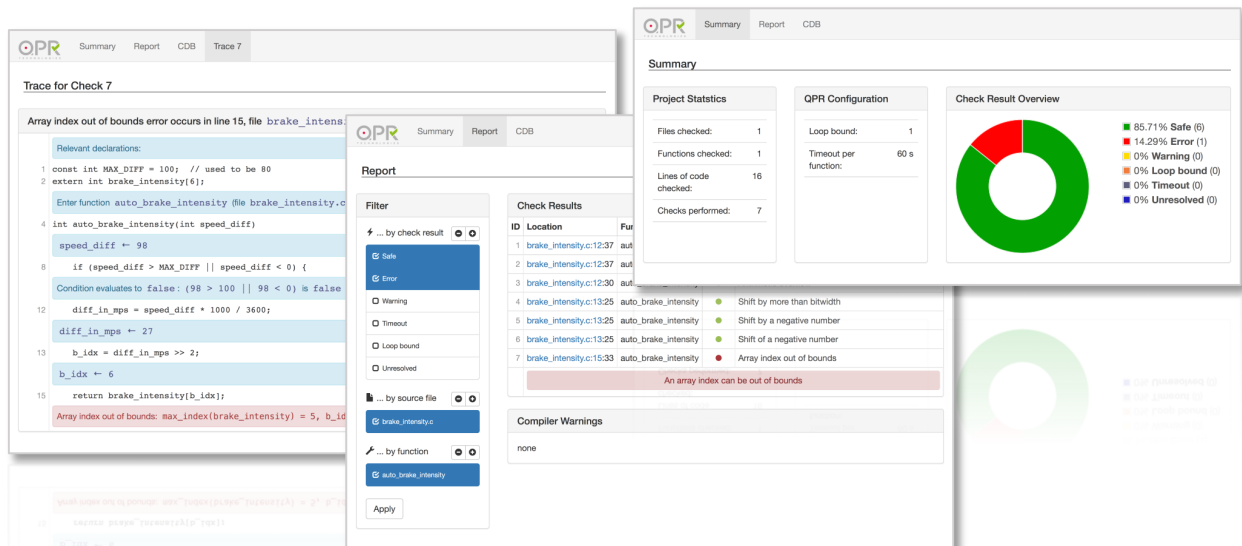 QPR
TECHNOLOGIES
Summary Report CDB Trace 7
Trace for Check 7
Array index out of bounds error occurs in line 15, file brake_intens
Relevant declarations:
1 const int MAX_DIFF = 100;  // used to be 80
2 extern int brake_intensity[6];
Enter function auto_brake_intensity (file brake_intensity.c
4 int auto_brake_intensity(int speed_diff)
speed_diff ← 98
8 if (speed_diff > MAX_DIFF || speed_diff < 0) {
Condition evaluates to false: (98 > 100 || 98 < 0) is false
12 diff_in_mps = speed_diff * 1000 / 3600;
diff_in_mps ← 27
13 b_idx = diff_in_mps >> 2;
b_idx ← 6
15 return brake_intensity[b_idx];
Array index out of bounds: max_index(brake_intensity) = 5, b_id
QPR
TECHNOLOGIES
Summary Report CDB
Report
Filter
... by check result
Safe
Error
Warning
Timeout
Loop bound
Unresolved
... by source file
brake_intensity.c
... by function
auto_brake_intensity
Apply
Check Results
ID Location Fun
1 brake_intensity.c:12:37 aut
2 brake_intensity.c:12:37 aut
3 brake_intensity.c:12:30
4 brake_intensity.c:13:25 auto_brake_intensity Shift by more than bitwidth
5 brake_intensity.c:13:25 auto_brake_intensity Shift by a negative number
6 brake_intensity.c:13:25 auto_brake_intensity Shift of a negative number
7 brake_intensity.c:15:33 auto_brake_intensity Array index out of bounds
An array index can be out of bounds
Compiler Warnings
none
QPR
TECHNOLOGIES
Summary Report CDB
Summary
Project Statstics
Files checked: 1
Functions checked: 1
Lines of code 16
checked:
Checks performed: 7
QPR Configuration
Loop bound: 1
Timeout per 60 s
function:
Check Result Overview
85.71% Safe (6)
14.29% Error (1)
0% Warning (0)
0% Loop bound (0)
0% Timeout (0)
0% Unresolved (0)